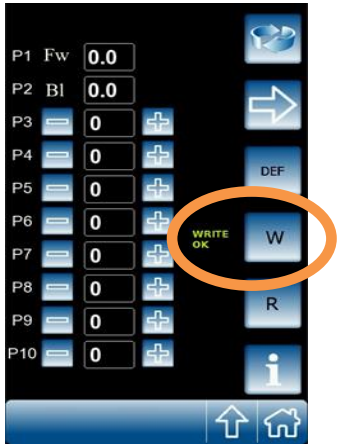 P1 Fw 0.0
P2 Bl 0.0
P3 0
P4 0
DEF
P5 0
P6 0
WRITE
OK
W
P7 0
P8 0
R
P9 0
P10 0
i